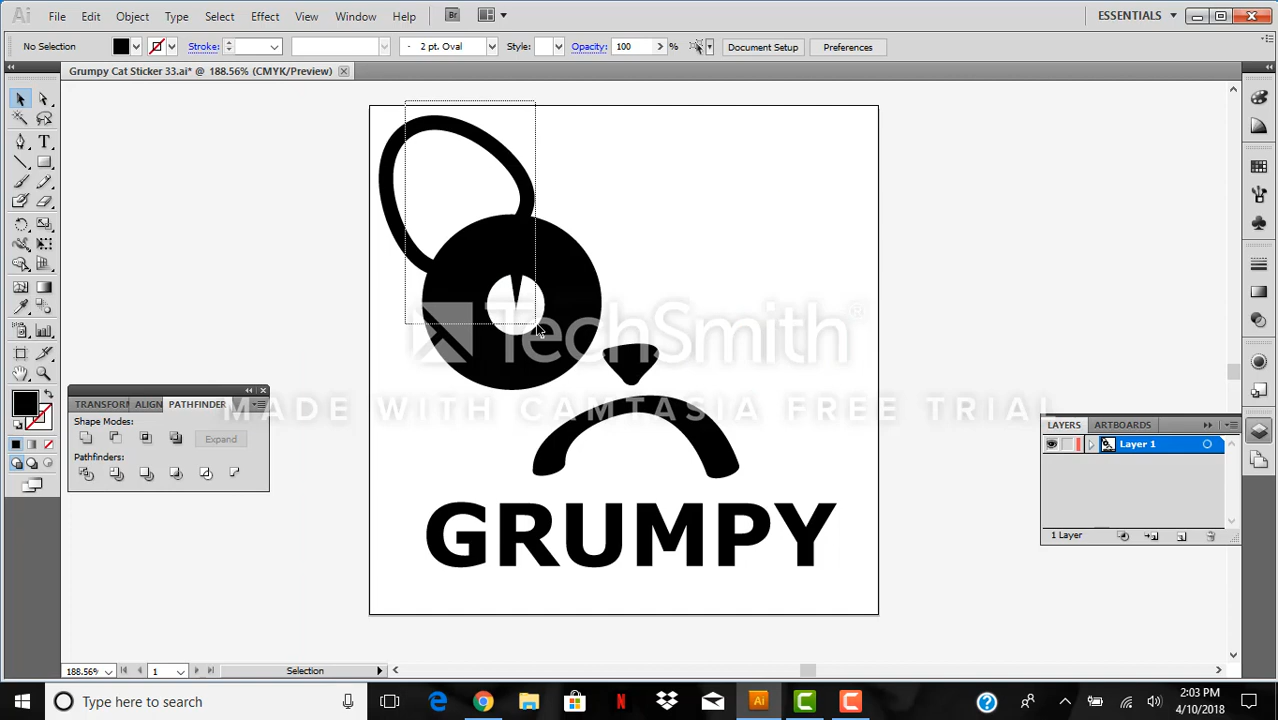 Ai File Edit Object Type Select Effect View Window Help Br ESSENTIALS
No Selection Stroke: 2 pt. Oval Style: Opacity: 100 % Document Setup Preferences
Grumpy Cat Sticker 33.ai* @ 188.56% (CMYK/Preview)
TechSmith®
MADE WITH CAMTASIA FREE TRIAL
TRANSFORM ALIGN PATHFINDER
Shape Modes:
Expand
Pathfinders:
LAYERS ARTBOARDS
Layer 1
1 Layer
GRUMPY
188.56% 1 Selection
Type here to search
2:03 PM
4/10/2018